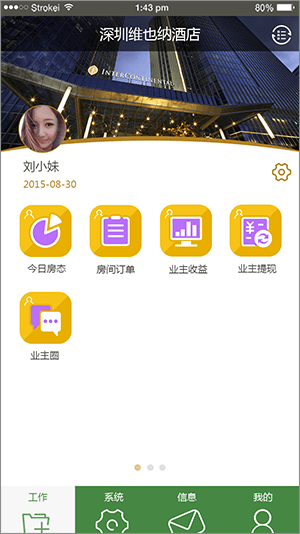 Strokei 1:43 pm 80%
深圳维也纳酒店
INTERCONTINENTAL
刘小妹
2015-08-30
今日房态 房间订单 业主收益 业主提现
业主圈
工作 系统 信息 我的